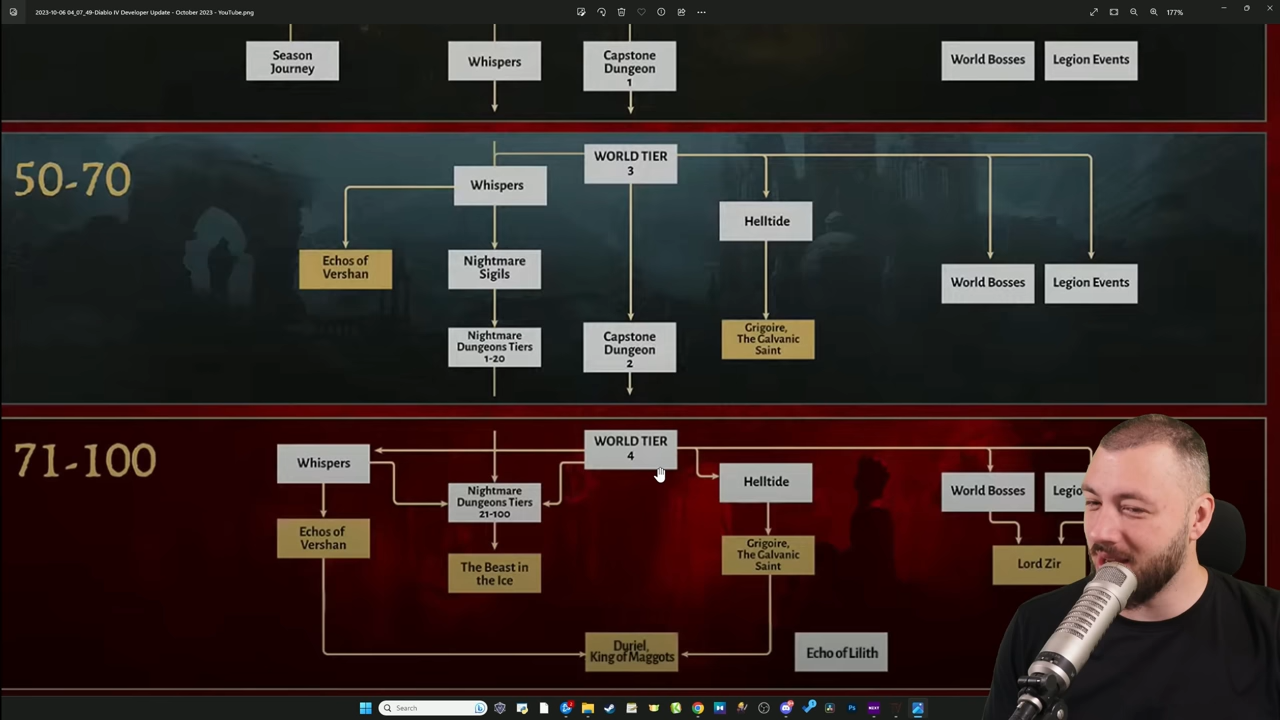 2023-10-06 04_07_49-Diablo IV Developer Update - October 2023 - YouTube.png
177%
Season
Journey
Whispers
Capstone
Dungeon
1
World Bosses
Legion Events
50-70
WORLD TIER
3
Whispers
Helltide
Echos of
Vershan
Nightmare
Sigils
World Bosses
Legion Events
Nightmare
Dungeons Tiers
1-20
Capstone
Dungeon
2
Grigoire,
The Galvanic
Saint
71-100
WORLD TIER
4
Whispers
Nightmare
Dungeons Tiers
21-100
Helltide
World Bosses
Legio
Echos of
Vershan
The Beast in
the Ice
Grigoire,
The Galvanic
Saint
Lord Zir
Duriel,
King of Maggots
Echo of Lilith
Search